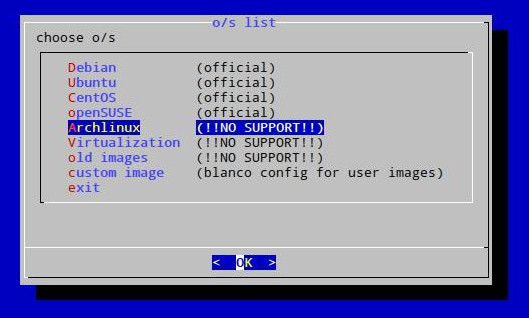 o/s list
choose o/s
Debian (official)
Ubuntu (official)
CentOS (official)
openSUSE (official)
Archlinux (!!NO SUPPORT!!)
Virtualization (!!NO SUPPORT!!)
old images (!!NO SUPPORT!!)
custom image (blanco config for user images)
exit
< OK >